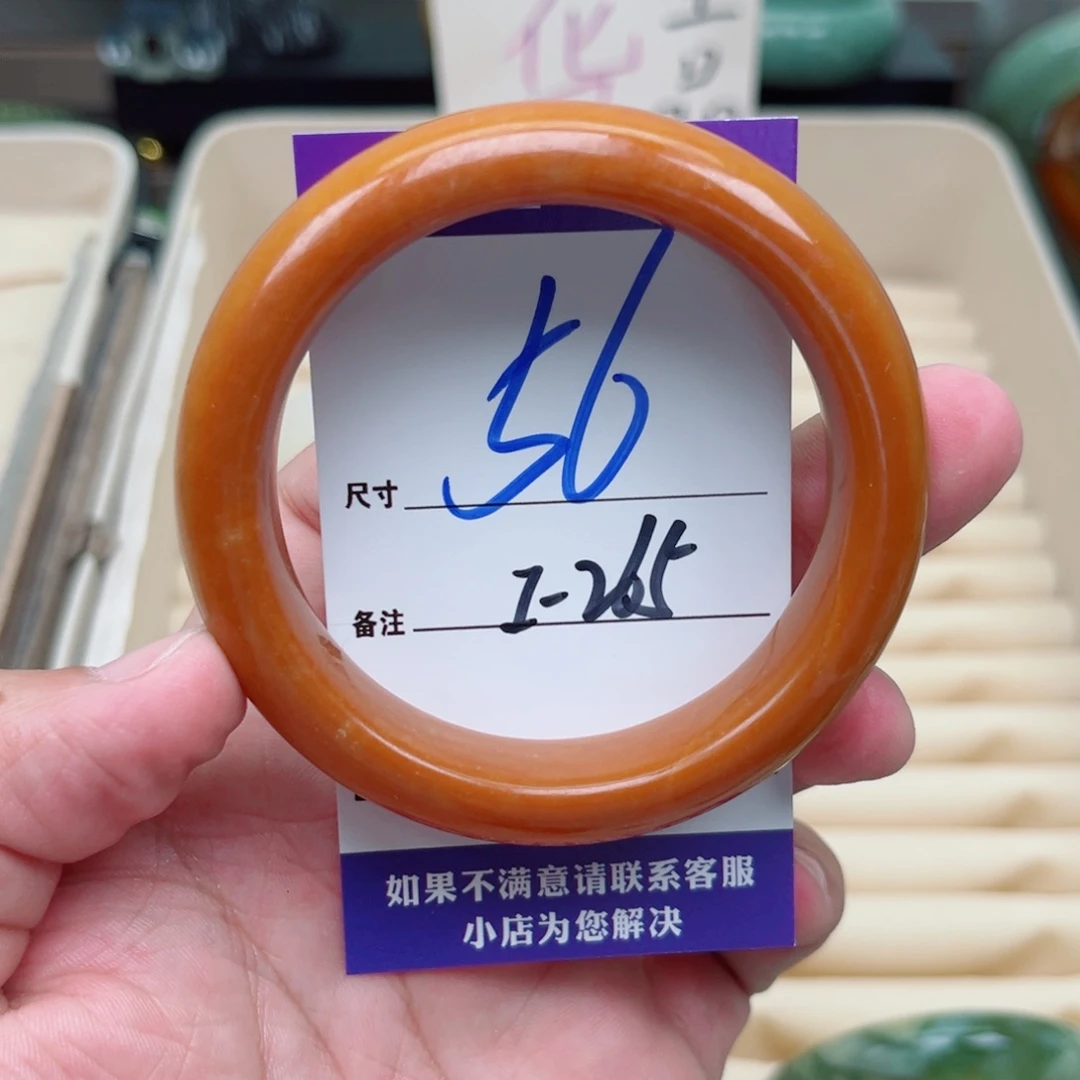 化
尺寸 56
备注 I-265
如果不满意请联系客服
小店为您解决